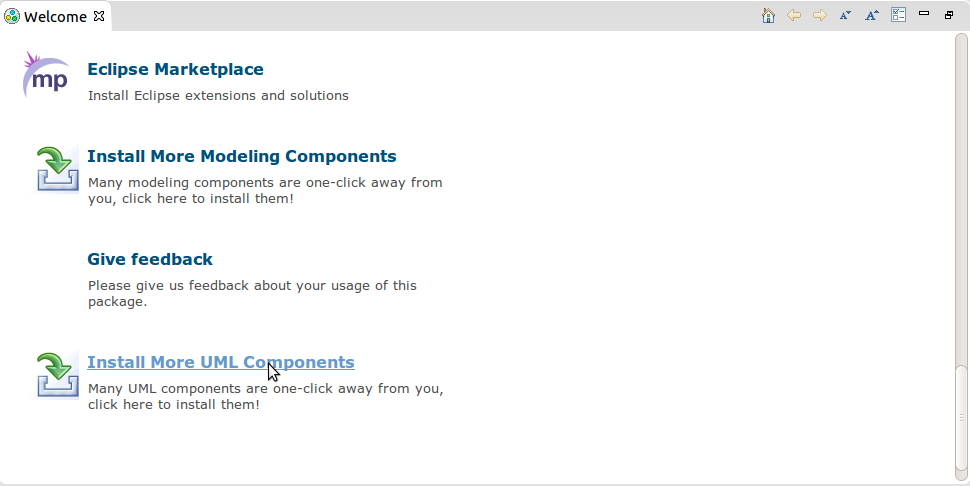 Welcome
mp
Eclipse Marketplace
Install Eclipse extensions and solutions
Install More Modeling Components
Many modeling components are one-click away from
you, click here to install them!
Give feedback
Please give us feedback about your usage of this
package.
Install More UML Components
Many UML components are one-click away from you,
click here to install them!